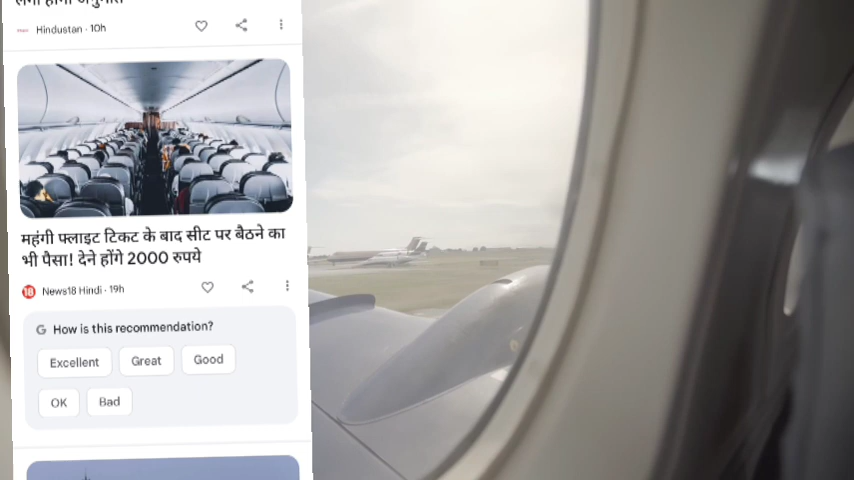 Hindustan · 10h
महंगी फ्लाइट टिकट के बाद सीट पर बैठने का
भी पैसा! देने होंगे 2000 रुपये
18 News18 Hindi · 19h
G How is this recommendation?
Excellent Great Good
OK Bad